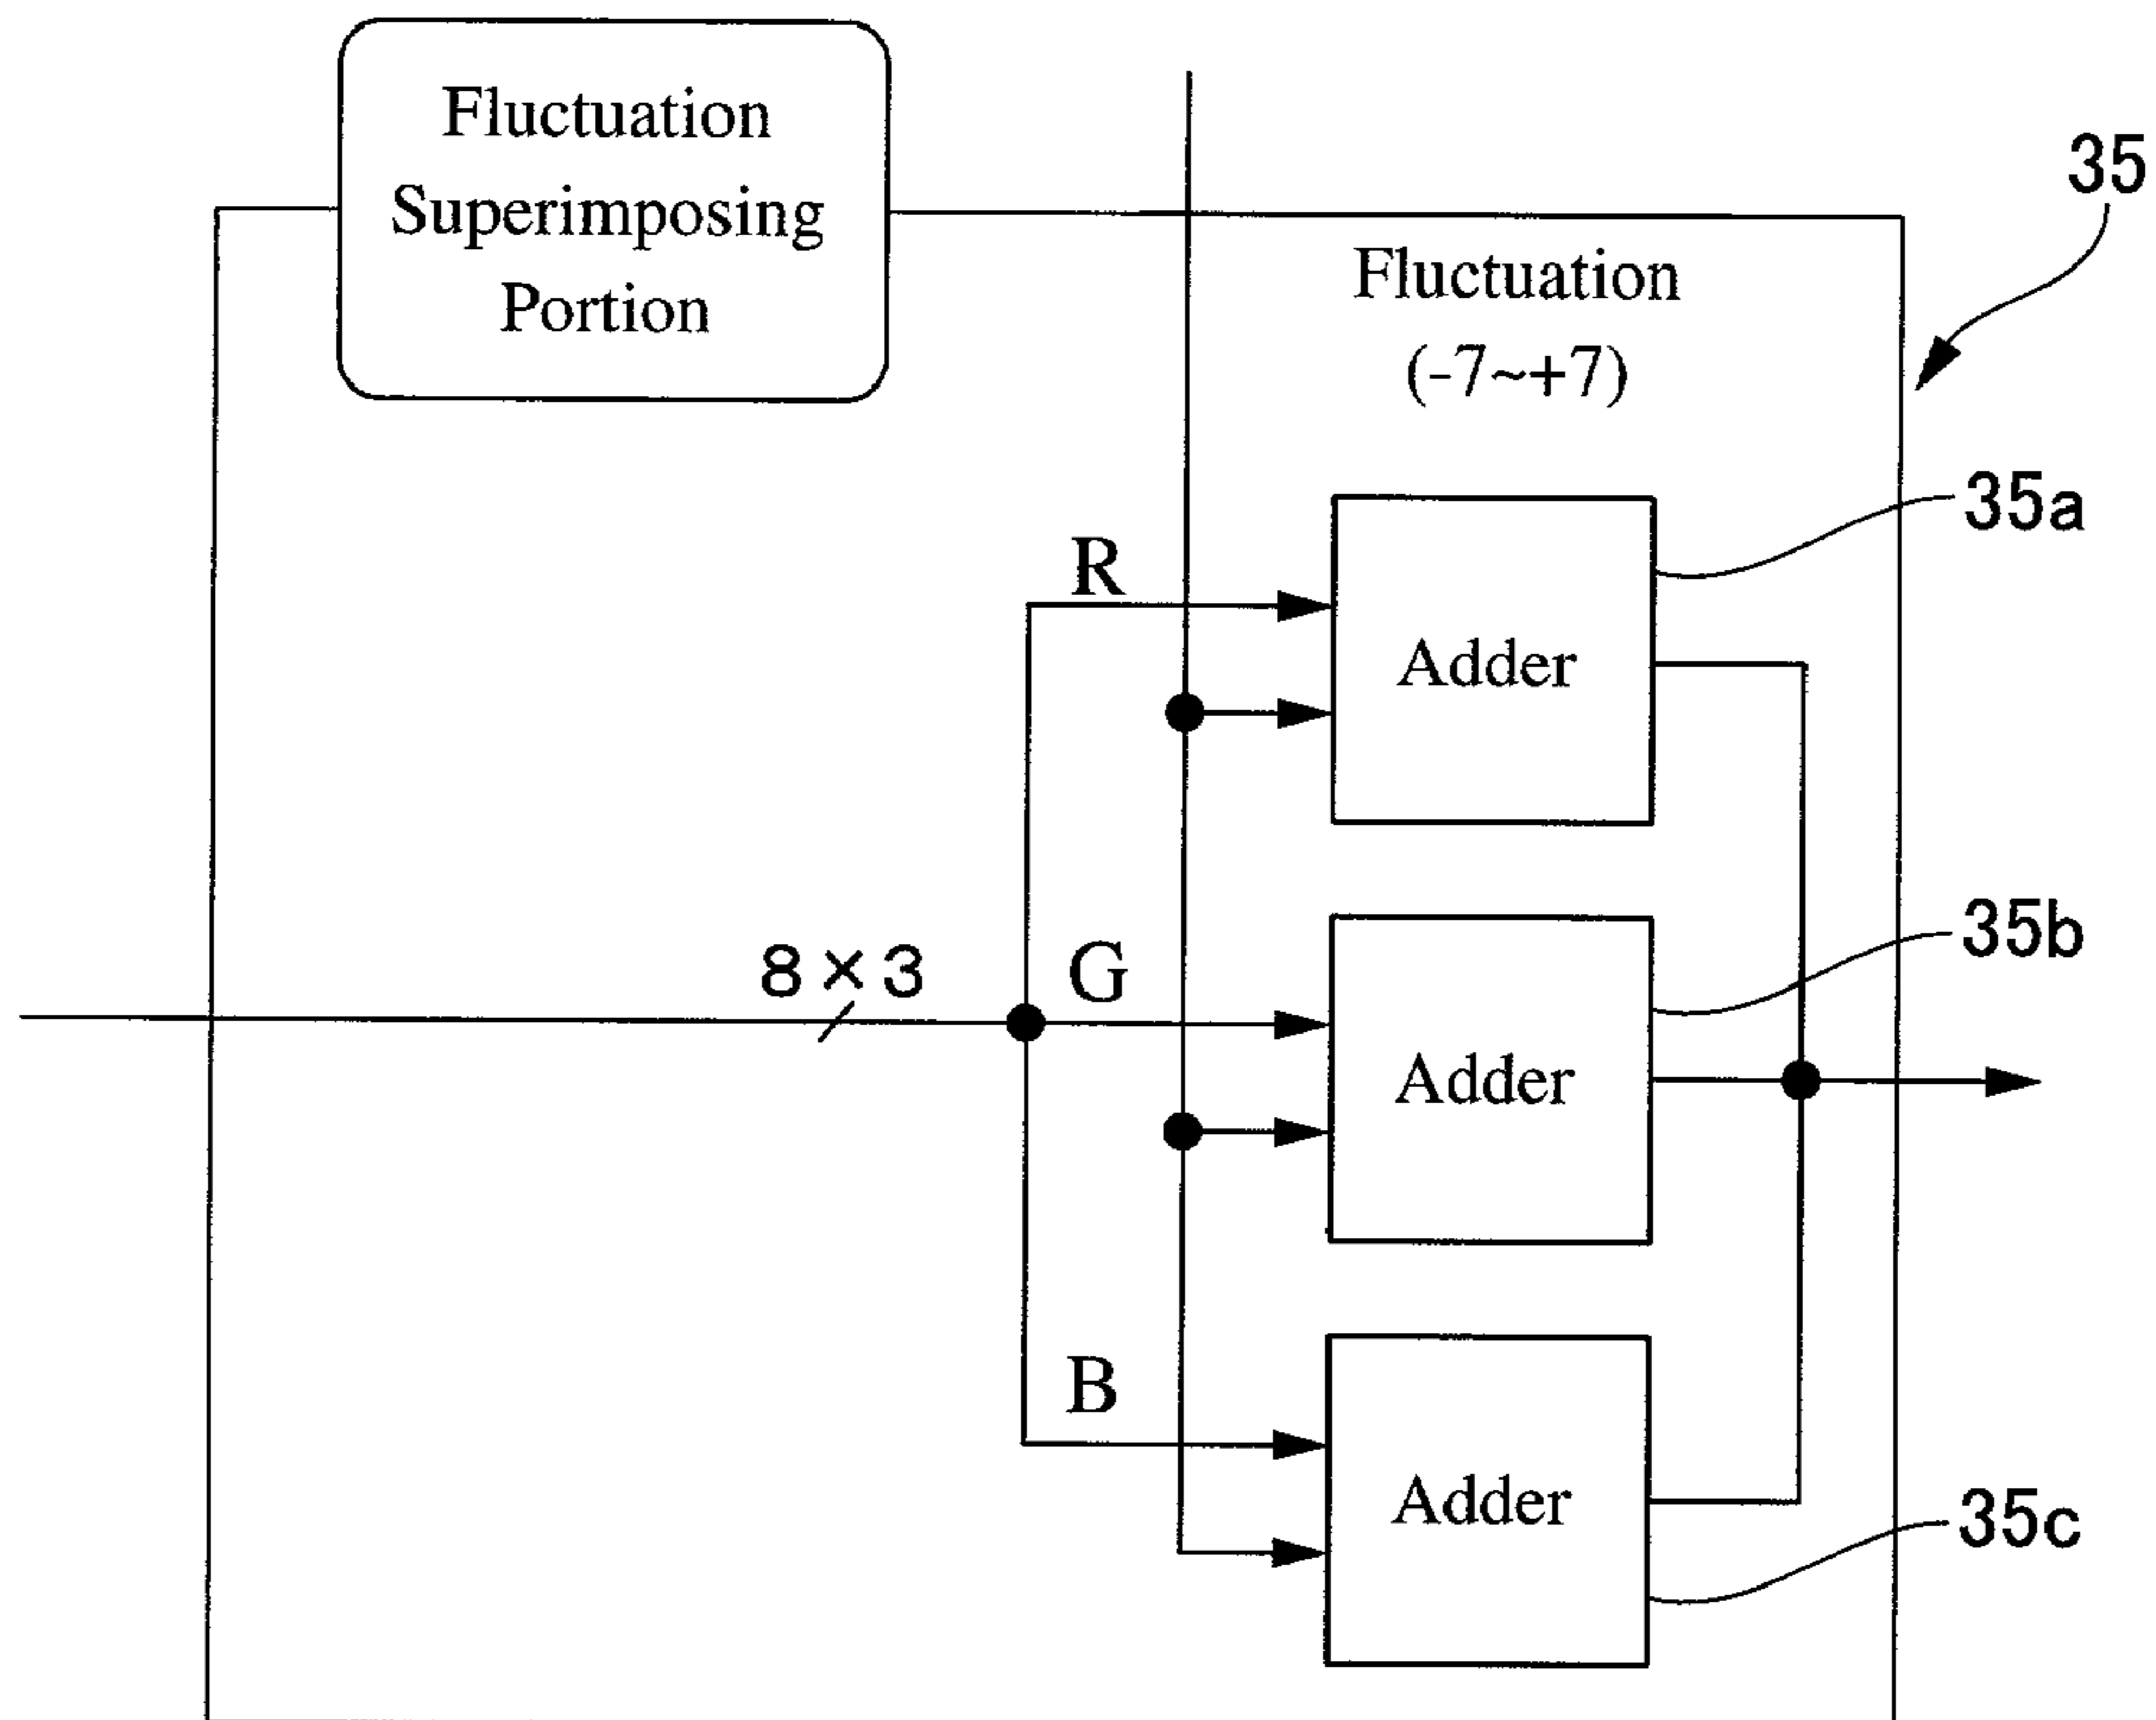 Fluctuation
Superimposing
Portion
35
Fluctuation
(-7~+7)
35a
R
Adder
35b
8×3
G
Adder
B
Adder
35c